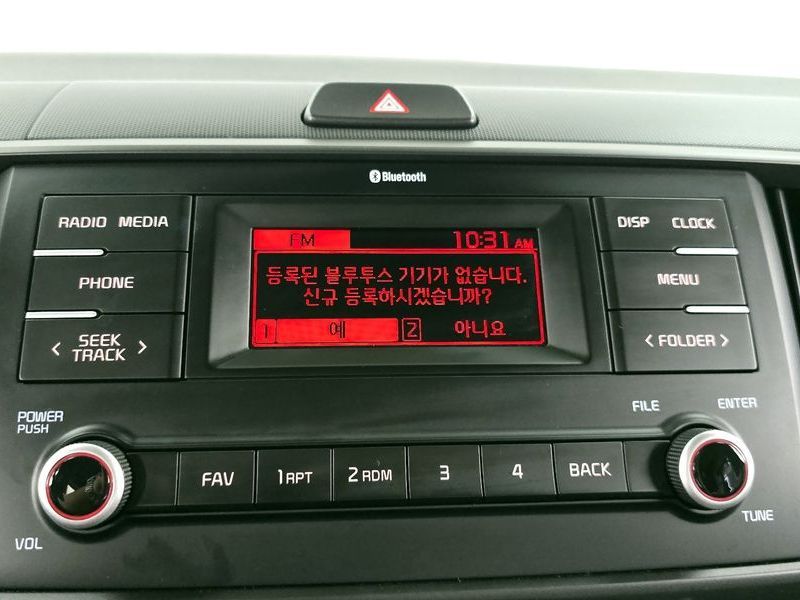 Bluetooth
RADIO MEDIA
DISP CLOCK
FM 10:31 AM
PHONE
MENU
등록된 블루투스 기기가 없습니다.
신규 등록하시겠습니까?
1 예 2 아니요
< SEEK TRACK >
< FOLDER >
POWER
PUSH
FILE
ENTER
FAV
1 RPT
2 RDM
3
4
BACK
VOL
TUNE